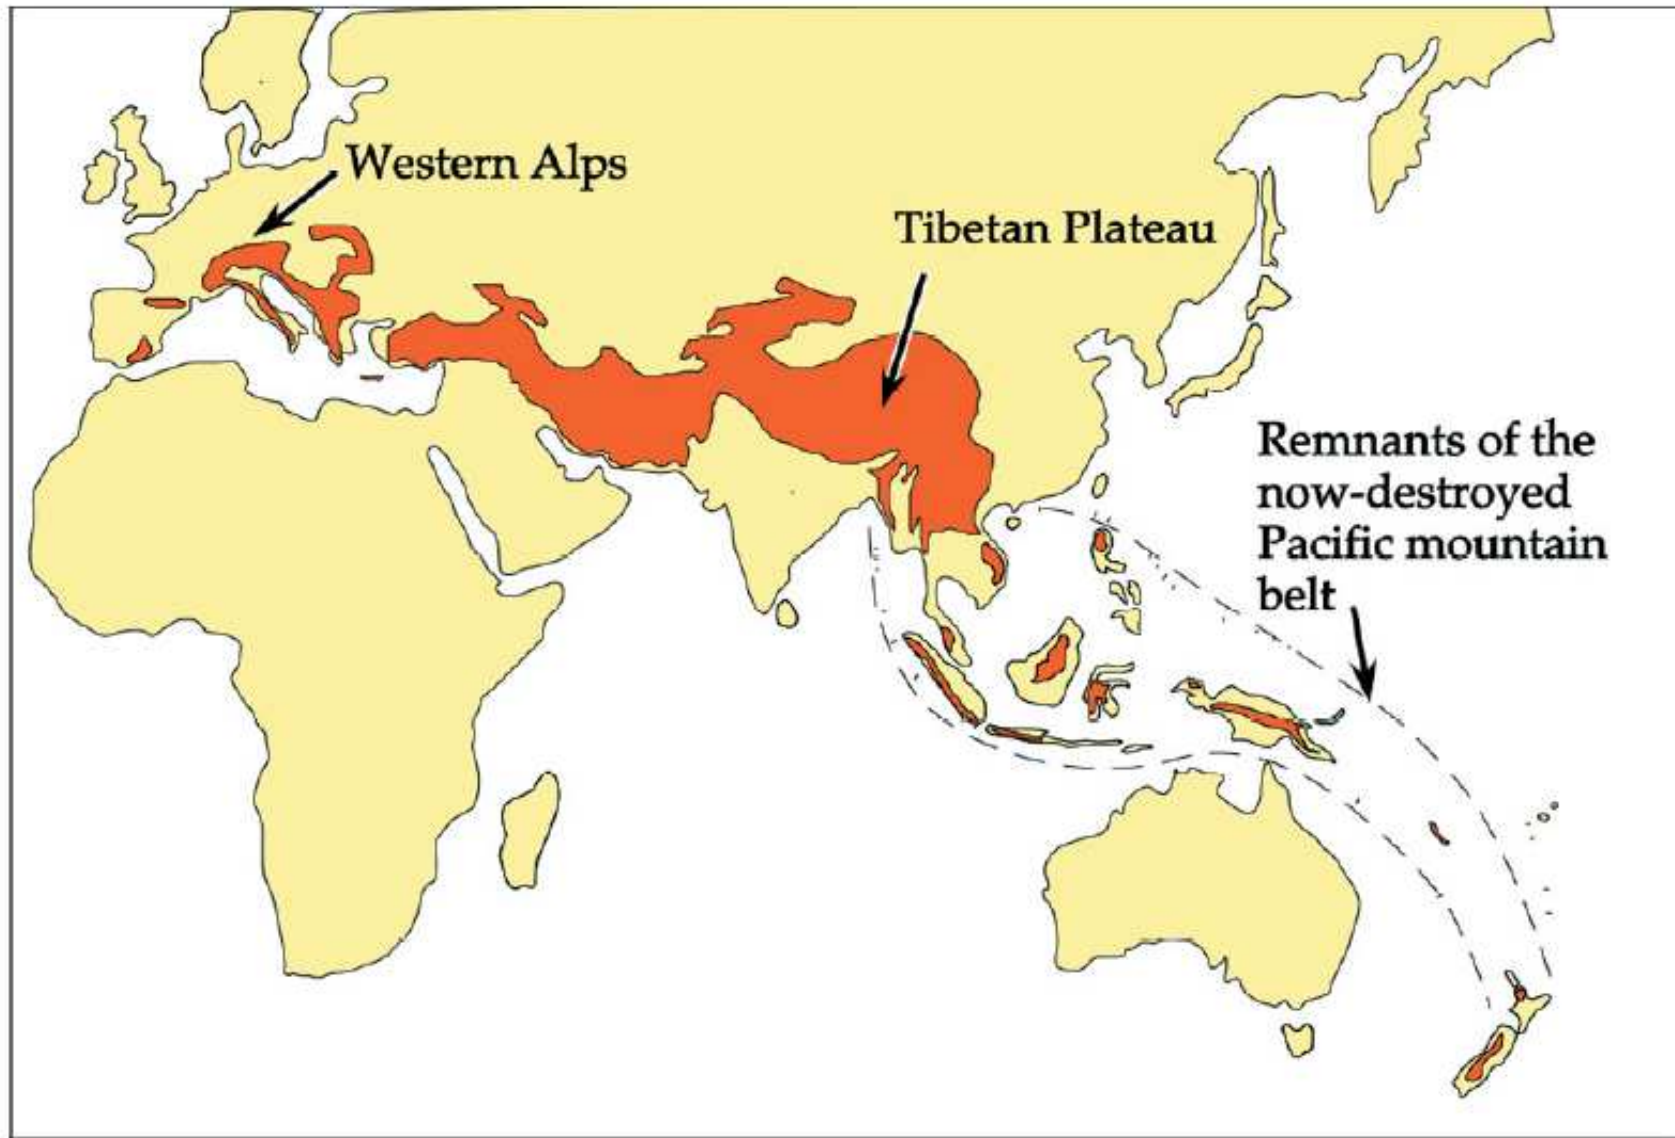 Western Alps
Tibetan Plateau
Remnants of the
now-destroyed
Pacific mountain
belt